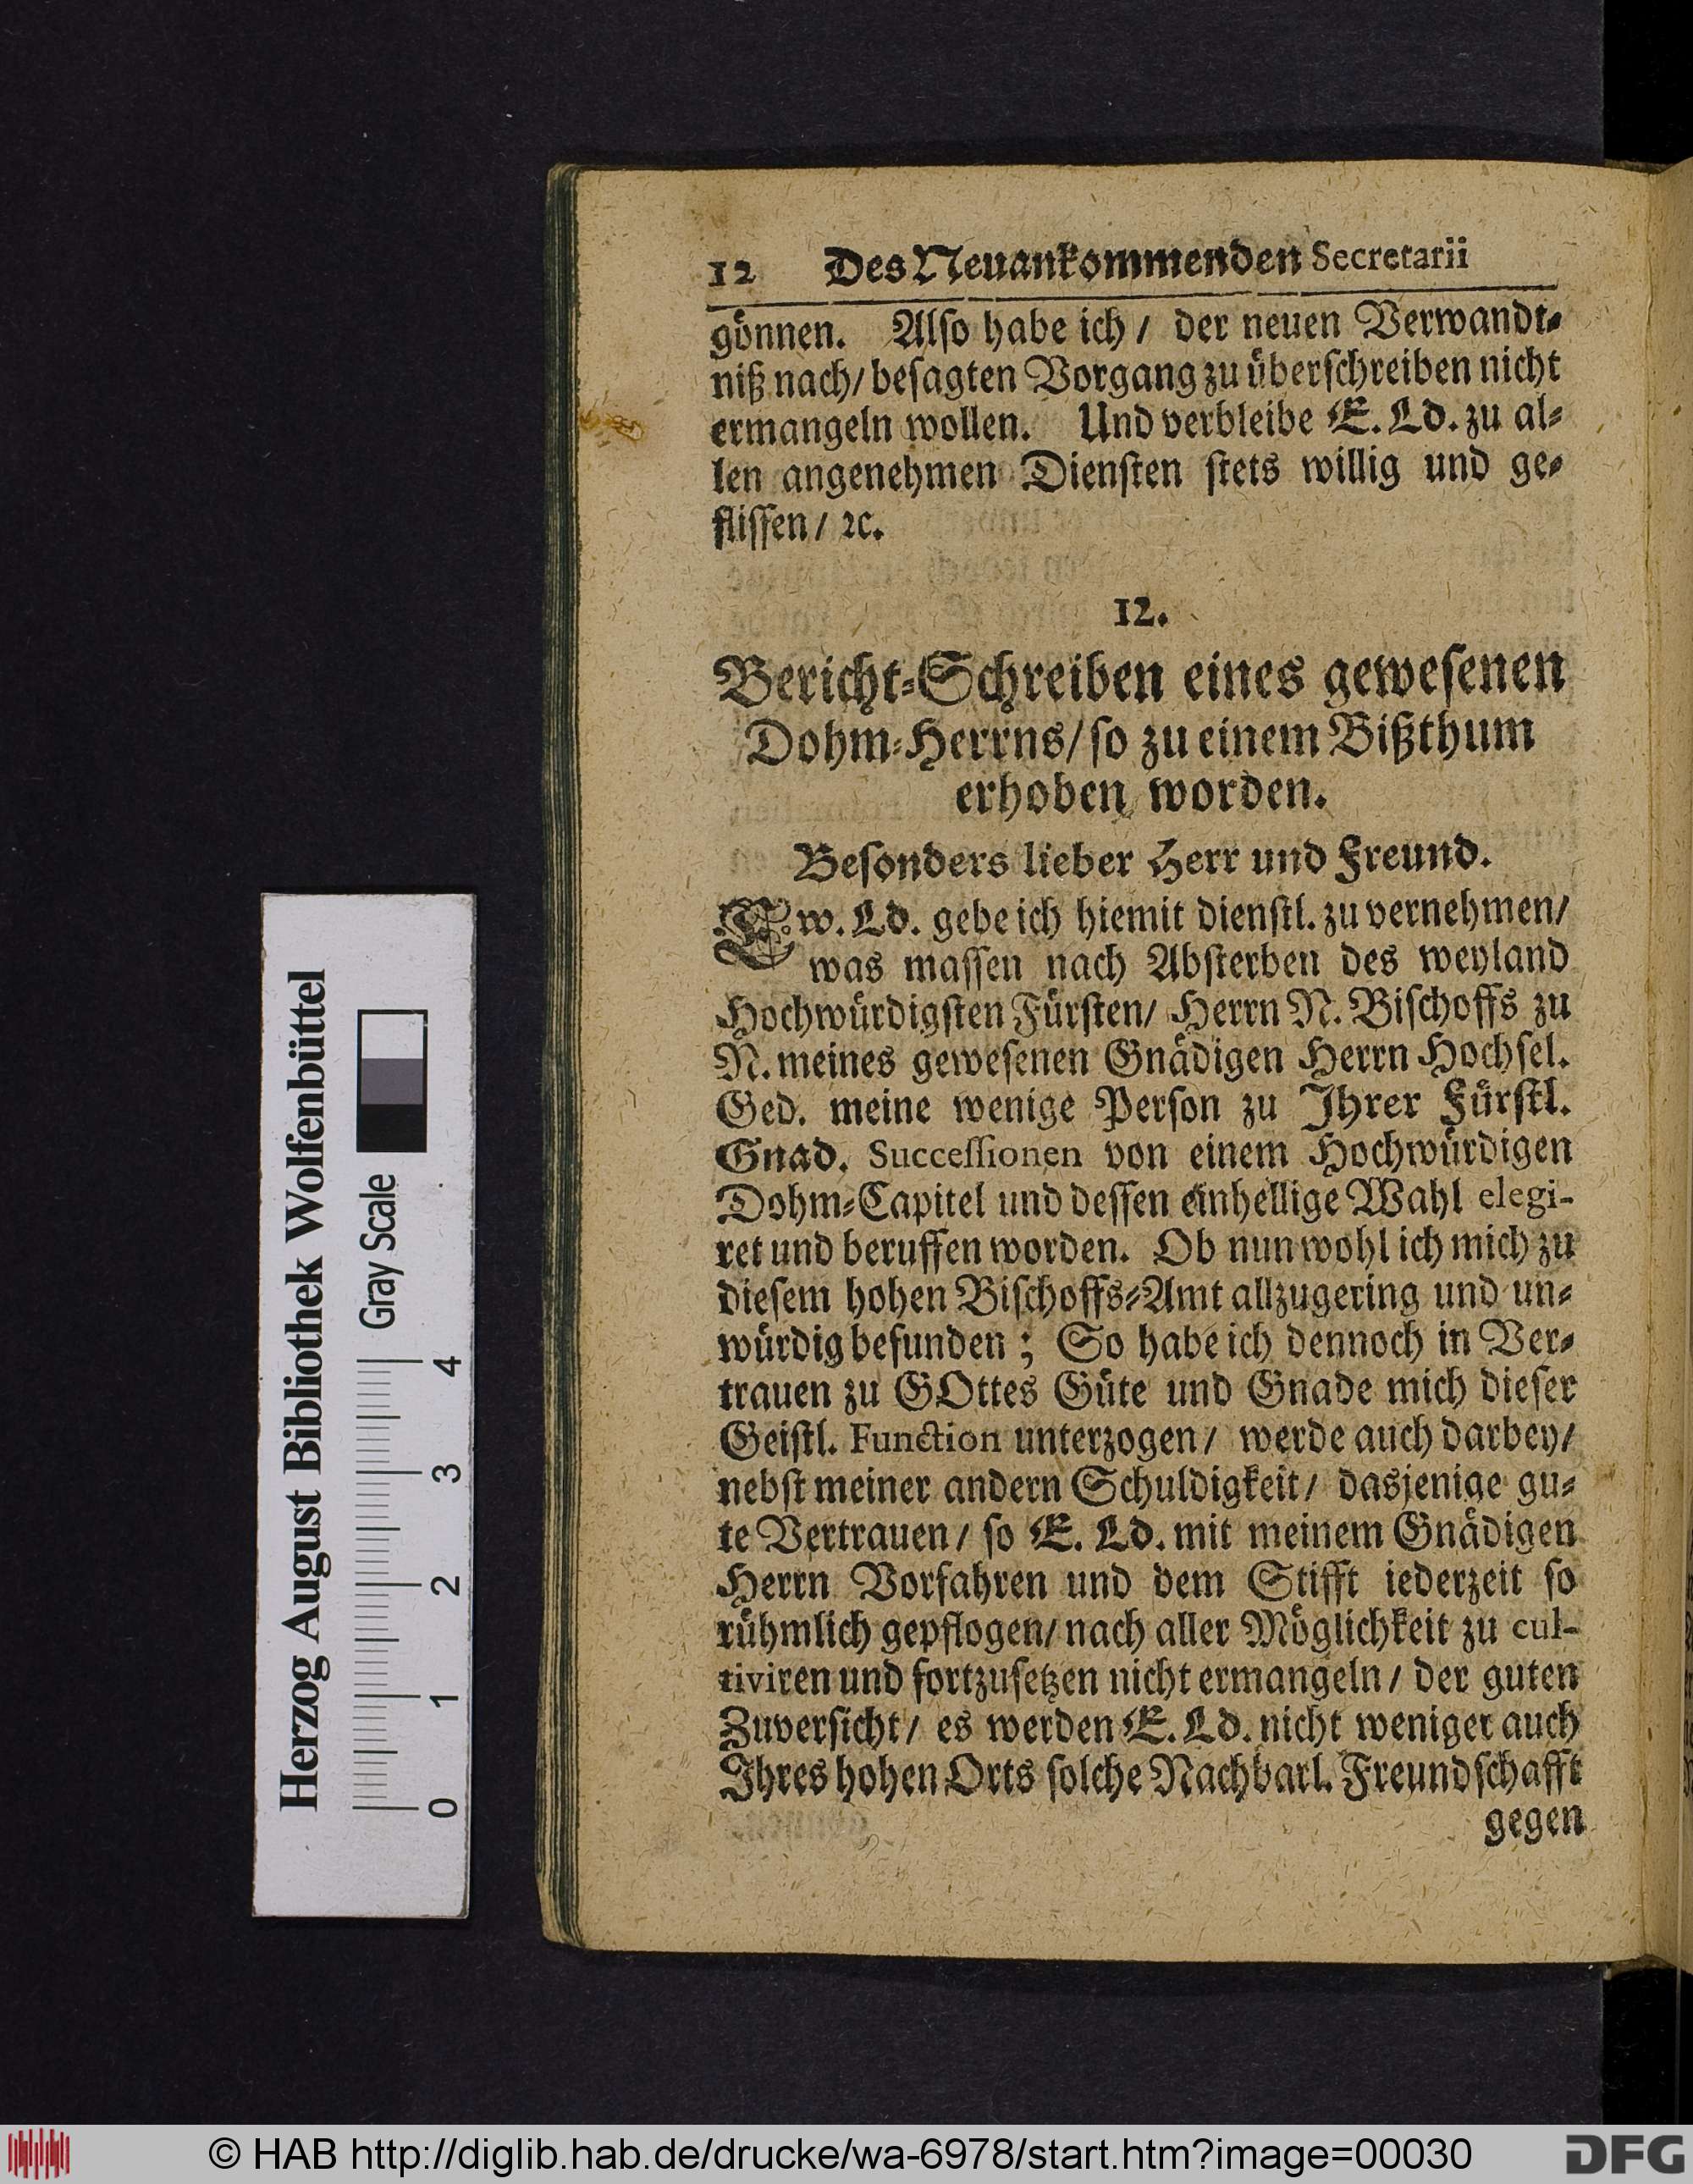 12 Des Neuankommenden Secretarii
gönnen. Also habe ich / der neuen Verwandt-
niß nach / besagten Vorgang zu überschreiben nicht
ermangeln wollen. Und verbleibe E. Ld. zu al-
len angenehmen Diensten stets willig und ge-
flissen / ꝛc.
12.
Bericht-Schreiben eines gewesenen
Dohm-Herrns / so zu einem Bißthum
erhoben worden.
Besonders lieber Herr und Freund.
Ew. Ld. gebe ich hiemit dienstl. zu vernehmen /
was massen nach Absterben des weyland
Hochwürdigsten Fürsten / Herrn N. Bischoffs zu
N. meines gewesenen Gnädigen Herrn Hochsel.
Ged. meine wenige Person zu Ihrer Fürstl.
Gnad. Successionen von einem Hochwürdigen
Dohm-Capitel und dessen einhellige Wahl elegi-
ret und beruffen worden. Ob nun wohl ich mich zu
diesem hohen Bischoffs-Amt allzugering und un-
würdig befunden ; So habe ich dennoch in Ver-
trauen zu GOttes Güte und Gnade mich dieser
Geistl. Function unterzogen / werde auch darbey /
nebst meiner andern Schuldigkeit / dasjenige gu-
te Vertrauen / so E. Ld. mit meinem Gnädigen
Herrn Vorfahren und dem Stifft iederzeit so
rühmlich gepflogen / nach aller Möglichkeit zu cul-
tiviren und fortzusetzen nicht ermangeln / der guten
Zuversicht / es werden E. Ld. nicht weniger auch
Ihres hohen Orts solche Nachbarl. Freundschafft
gegen
Herzog August Bibliothek Wolfenbüttel
Gray Scale
0 1 2 3 4
© HAB http://diglib.hab.de/drucke/wa-6978/start.htm?image=00030
DFG